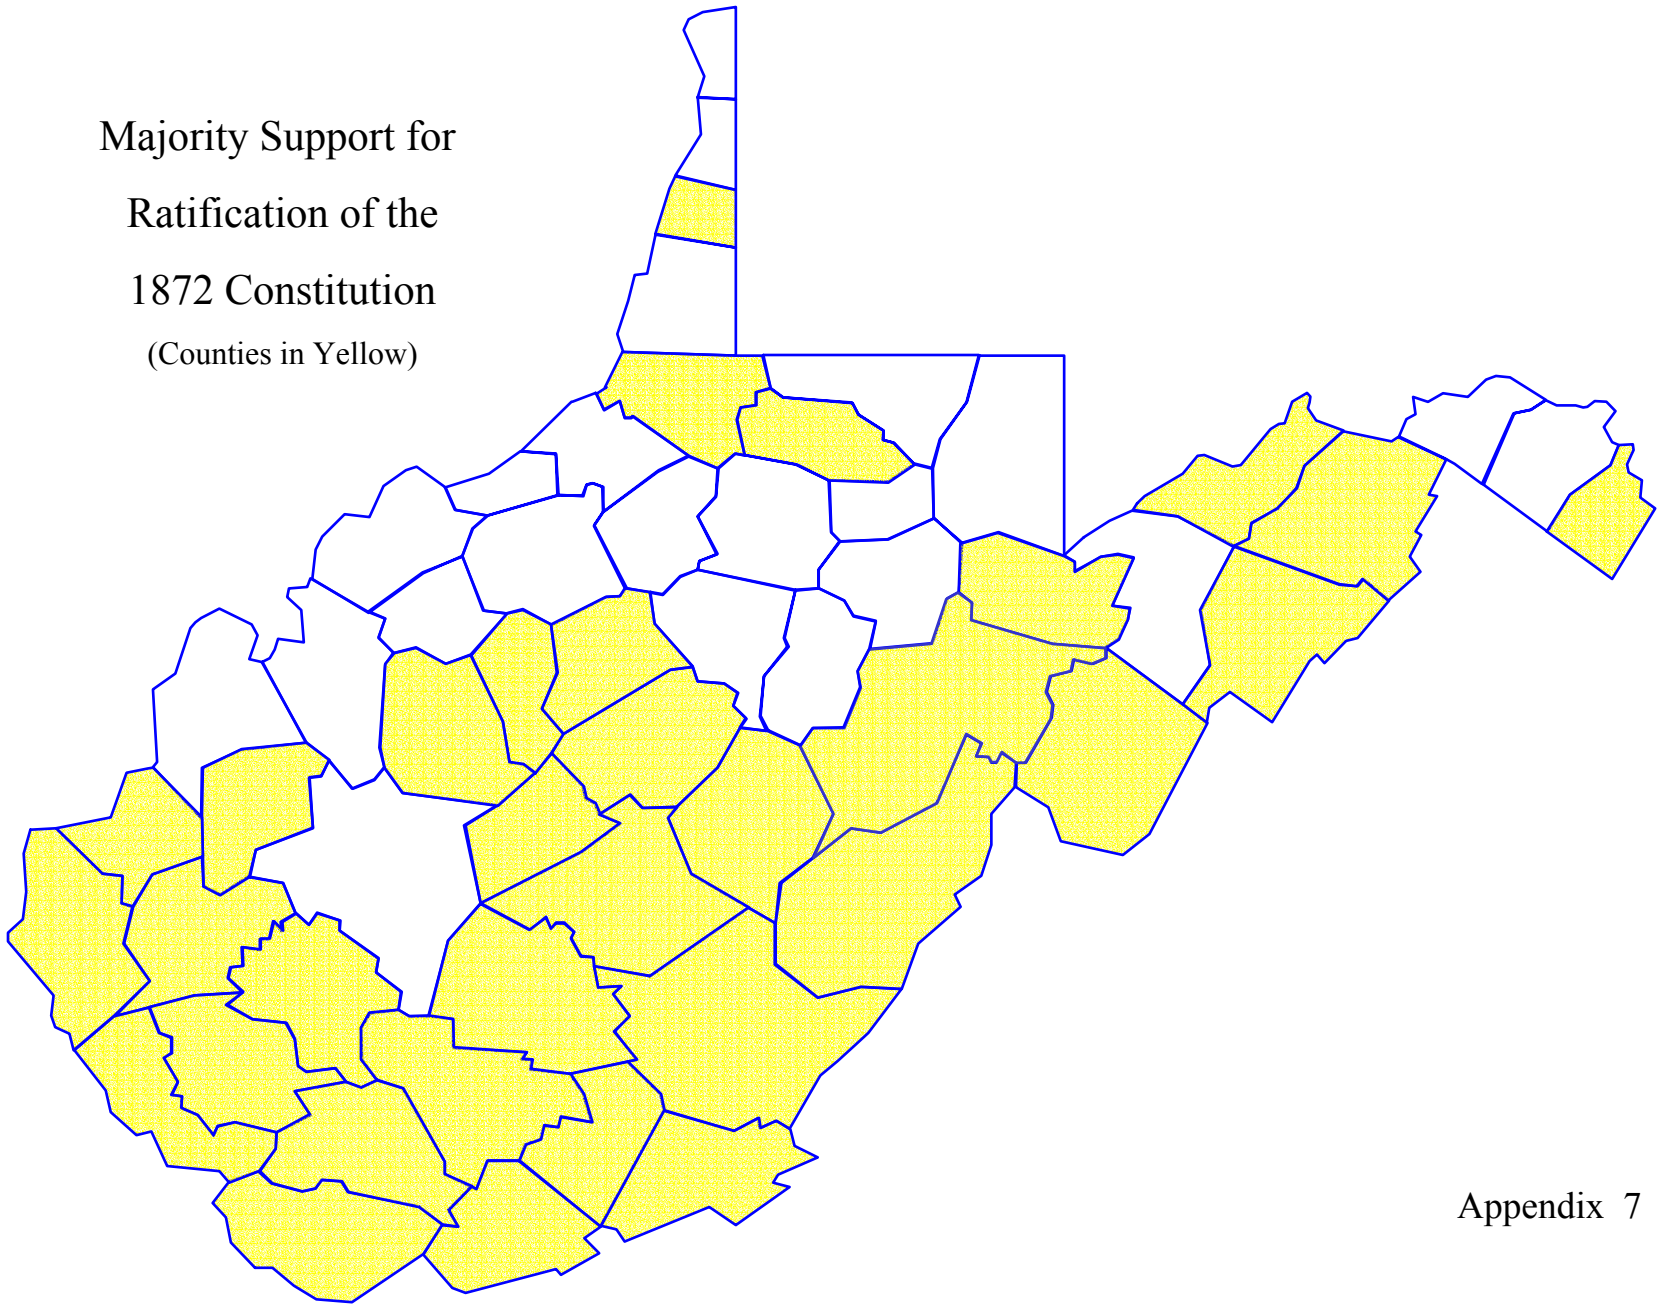 Majority Support for
Ratification of the
1872 Constitution
(Counties in Yellow)
Appendix 7